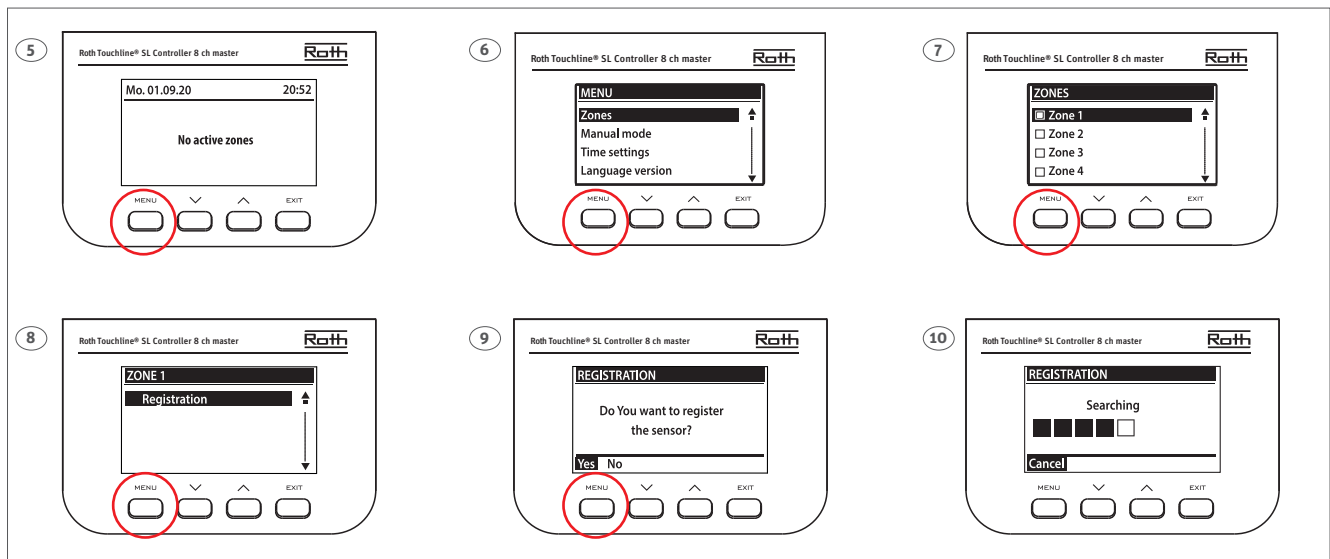 5
Roth Touchline® SL Controller 8 ch master
Roth
Mo. 01.09.20 20:52
No active zones
MENU EXIT
6
Roth Touchline® SL Controller 8 ch master
Roth
MENU
Zones
Manual mode
Time settings
Language version
MENU EXIT
7
Roth Touchline® SL Controller 8 ch master
Roth
ZONES
Zone 1
Zone 2
Zone 3
Zone 4
MENU EXIT
8
Roth Touchline® SL Controller 8 ch master
Roth
ZONE 1
Registration
MENU EXIT
9
Roth Touchline® SL Controller 8 ch master
Roth
REGISTRATION
Do You want to register
the sensor?
Yes No
MENU EXIT
10
Roth Touchline® SL Controller 8 ch master
Roth
REGISTRATION
Searching
Cancel
MENU EXIT